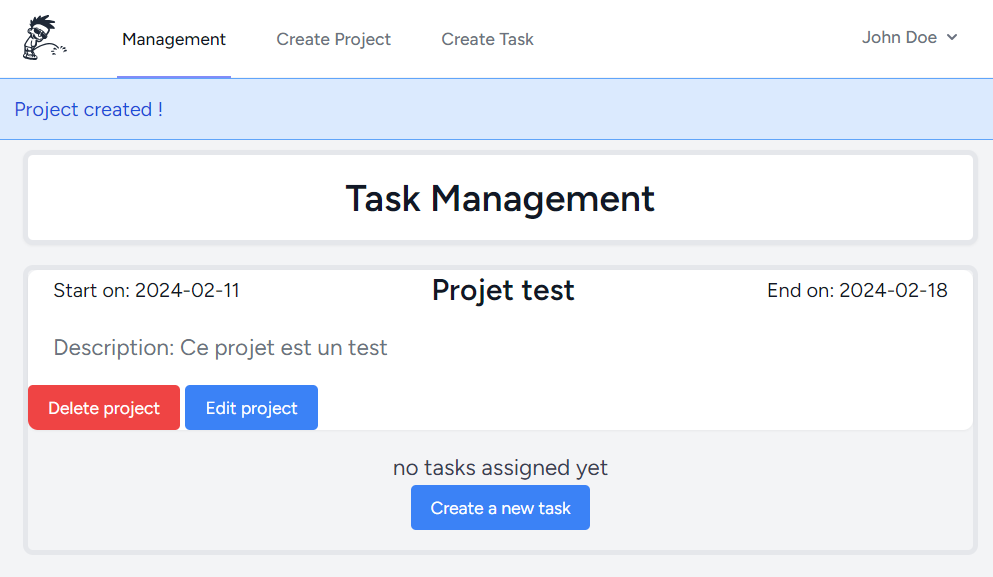 Management Create Project Create Task John Doe
Project created !
Task Management
Start on: 2024-02-11 Projet test End on: 2024-02-18
Description: Ce projet est un test
Delete project Edit project
no tasks assigned yet
Create a new task